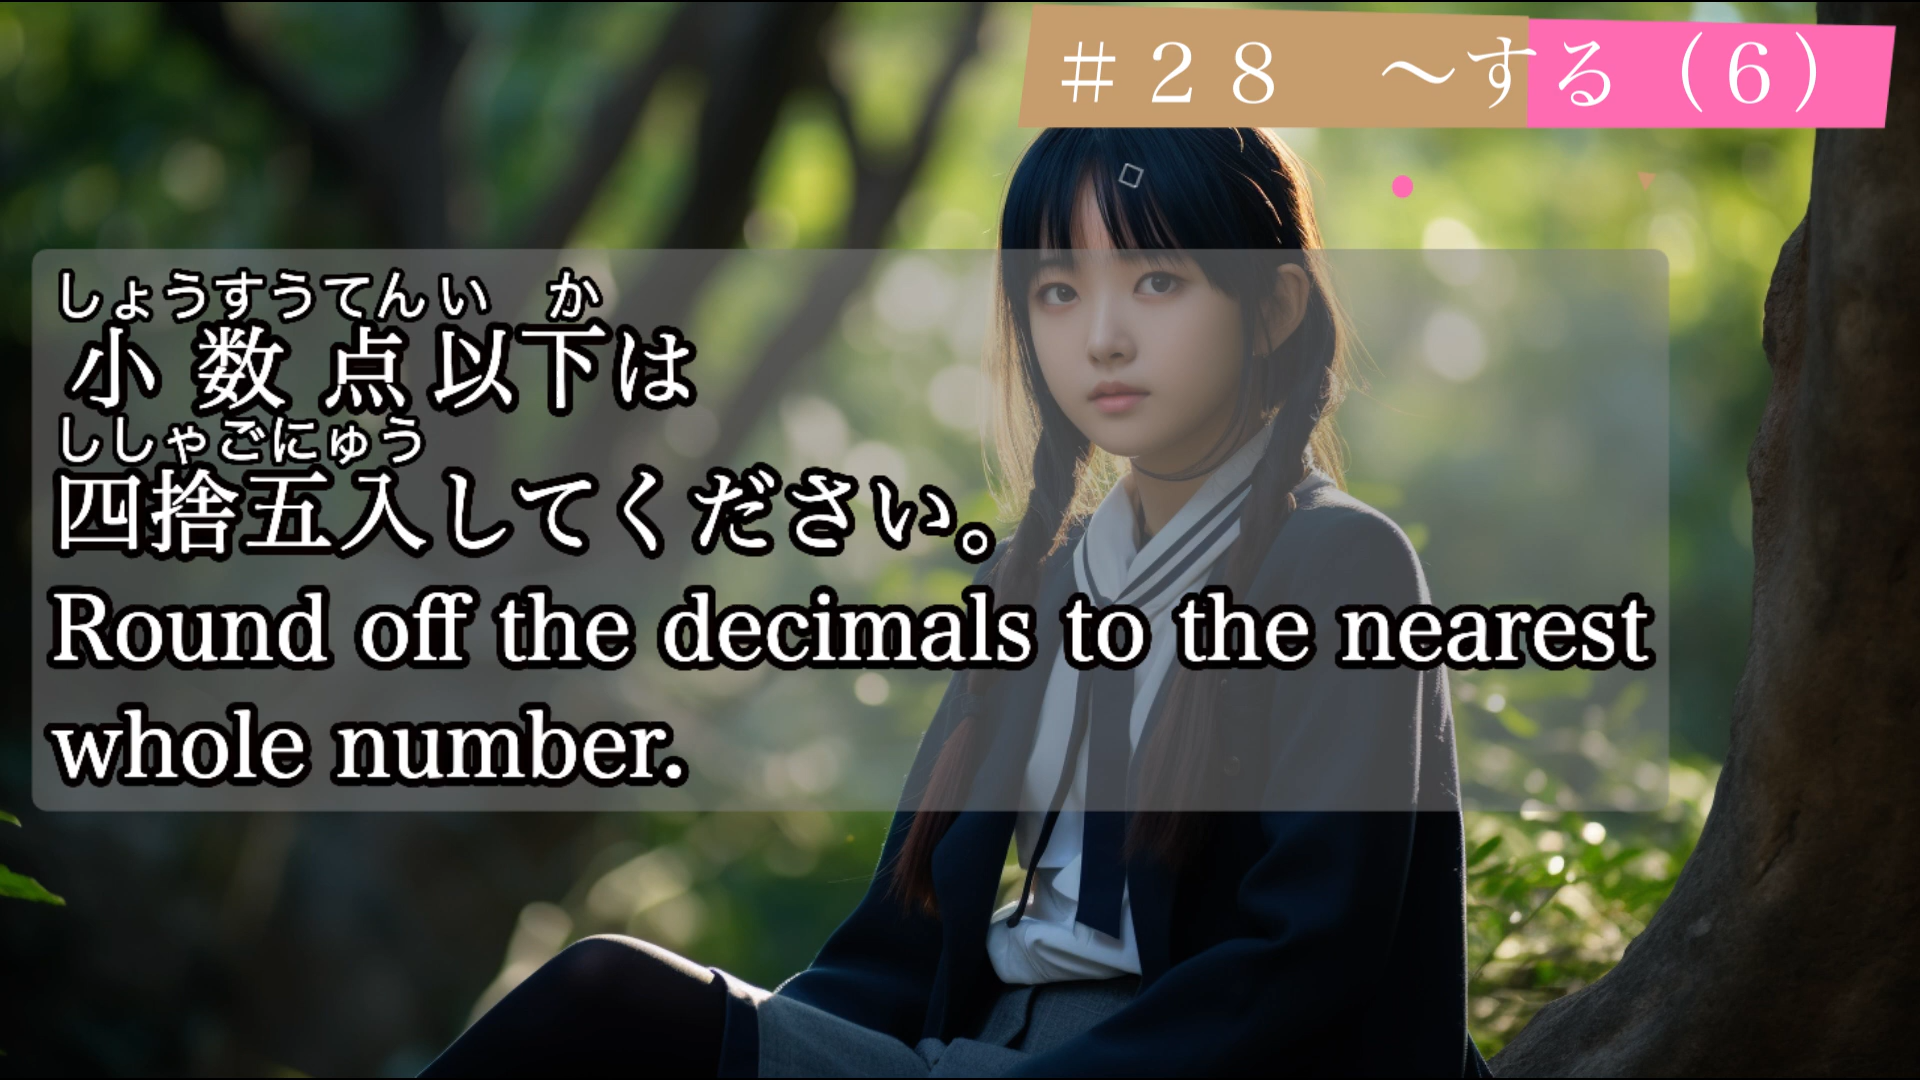 ＃２８　～する（６）
しょうすうてんいか
小数点以下は
ししゃごにゅう
四捨五入してください。
Round off the decimals to the nearest
whole number.